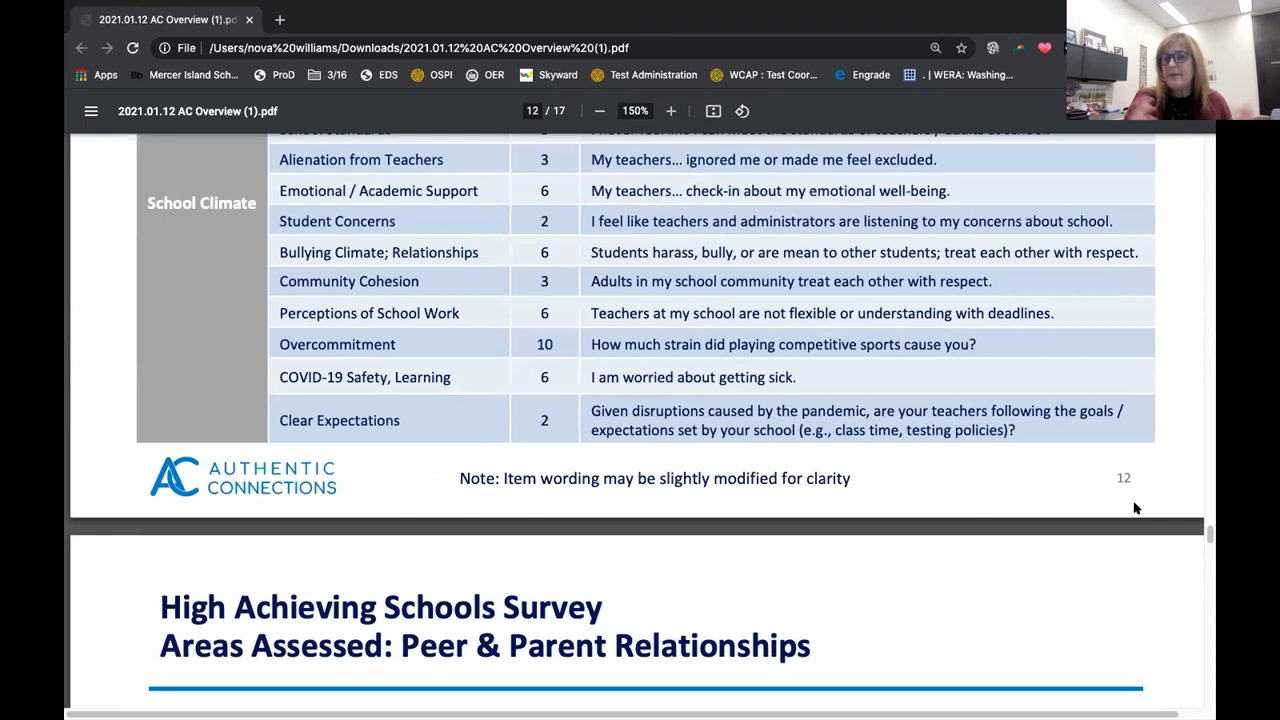 2021.01.12 AC Overview (1).pd
File
/Users/nova%20williams/Downloads/2021.01.12%20AC%20Overview%20(1).pdf
Apps
Bb Mercer Island Sch...
ProD
3/16
EDS
OSPI
OER
Skyward
Test Administration
WCAP : Test Coor...
Engrade
. | WERA: Washing...
2021.01.12 AC Overview (1).pdf
12 / 17
150%
School Climate
Alienation from Teachers 3 My teachers... ignored me or made me feel excluded.
Emotional / Academic Support 6 My teachers... check-in about my emotional well-being.
Student Concerns 2 I feel like teachers and administrators are listening to my concerns about school.
Bullying Climate; Relationships 6 Students harass, bully, or are mean to other students; treat each other with respect.
Community Cohesion 3 Adults in my school community treat each other with respect.
Perceptions of School Work 6 Teachers at my school are not flexible or understanding with deadlines.
Overcommitment 10 How much strain did playing competitive sports cause you?
COVID-19 Safety, Learning 6 I am worried about getting sick.
Clear Expectations 2 Given disruptions caused by the pandemic, are your teachers following the goals /
expectations set by your school (e.g., class time, testing policies)?
AC AUTHENTIC
CONNECTIONS
Note: Item wording may be slightly modified for clarity
12
High Achieving Schools Survey
Areas Assessed: Peer & Parent Relationships